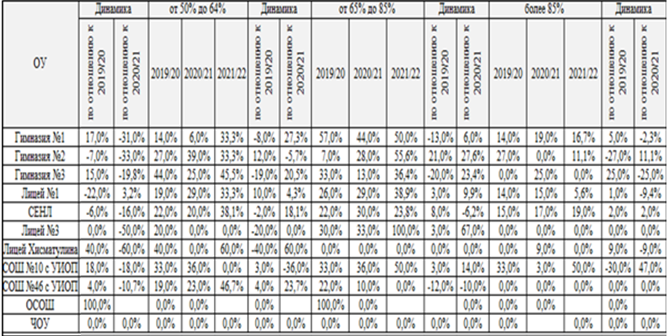 ОУ Динамика от 50% до 64% Динамика от 65% до 85% Динамика более 85% Динамика
по отношению к 2019/20 по отношению к 2020/21 2019/20 2020/21 2021/22 по отношению к 2019/20 по отношению к 2020/21 2019/20 2020/21 2021/22 по отношению к 2019/20 по отношению к 2020/21 2019/20 2020/21 2021/22 по отношению к 2019/20 по отношению к 2020/21
Гимназия №1 17,0% -31,0% 14,0% 6,0% 33,3% -8,0% 27,3% 57,0% 44,0% 50,0% -13,0% 6,0% 14,0% 19,0% 16,7% 5,0% -2,3%
Гимназия №2 -7,0% -33,0% 27,0% 39,0% 33,3% 12,0% -5,7% 7,0% 28,0% 55,6% 21,0% 27,6% 27,0% 0,0% 11,1% -27,0% 11,1%
Гимназия №3 15,0% -19,8% 44,0% 25,0% 45,5% -19,0% 20,5% 33,0% 13,0% 36,4% -20,0% 23,4% 0,0% 25,0% 0,0% 25,0% -25,0%
Лицей №1 -22,0% 3,2% 19,0% 29,0% 33,3% 10,0% 4,3% 26,0% 29,0% 38,9% 3,0% 9,9% 14,0% 15,0% 5,6% 1,0% -9,4%
СЕНЛ -6,0% -16,0% 22,0% 20,0% 38,1% -2,0% 18,1% 22,0% 30,0% 23,8% 8,0% -6,2% 15,0% 17,0% 19,0% 2,0% 2,0%
Лицей №3 0,0% -50,0% 20,0% 0,0% 0,0% -20,0% 0,0% 30,0% 33,0% 100,0% 3,0% 67,0% 0,0% 0,0% 0,0% 0,0% 0,0%
Лицей Хисматулина 40,0% -60,0% 40,0% 0,0% 60,0% -40,0% 60,0% 0,0% 0,0% 0,0% 0,0% 0,0% 0,0% 9,0% 0,0% 9,0% -9,0%
СОШ №10 с УИОП 18,0% -18,0% 33,0% 36,0% 0,0% 3,0% -36,0% 33,0% 36,0% 50,0% 3,0% 14,0% 33,0% 3,0% 50,0% -30,0% 47,0%
СОШ №46 с УИОП 4,0% -10,7% 19,0% 23,0% 46,7% 4,0% 23,7% 22,0% 10,0% 0,0% -12,0% -10,0% 0,0% 0,0% 0,0% 0,0% 0,0%
ОСОШ 100,0% 0,0% 0,0% 0,0% 100,0% 0,0% 0,0% 0,0% 0,0% 0,0%
ЧОУ 0,0% 0,0% 0,0% 0,0% 0,0% 0,0% 0,0% 0,0% 0,0% 0,0% 0,0% 0,0% 0,0% 0,0% 0,0% 0,0% 0,0%